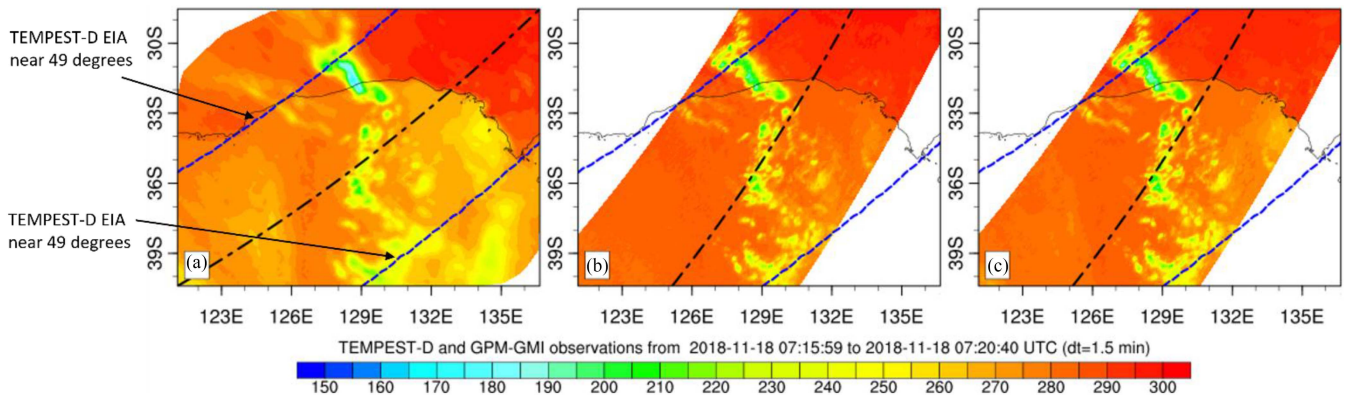 TEMPEST-D EIA
near 49 degrees
TEMPEST-D EIA
near 49 degrees
30S
33S
36S
39S
(a)
123E 126E 129E 132E 135E
30S
33S
36S
39S
(b)
123E 126E 129E 132E 135E
30S
33S
36S
39S
(c)
123E 126E 129E 132E 135E
TEMPEST-D and GPM-GMI observations from 2018-11-18 07:15:59 to 2018-11-18 07:20:40 UTC (dt=1.5 min)
150 160 170 180 190 200 210 220 230 240 250 260 270 280 290 300